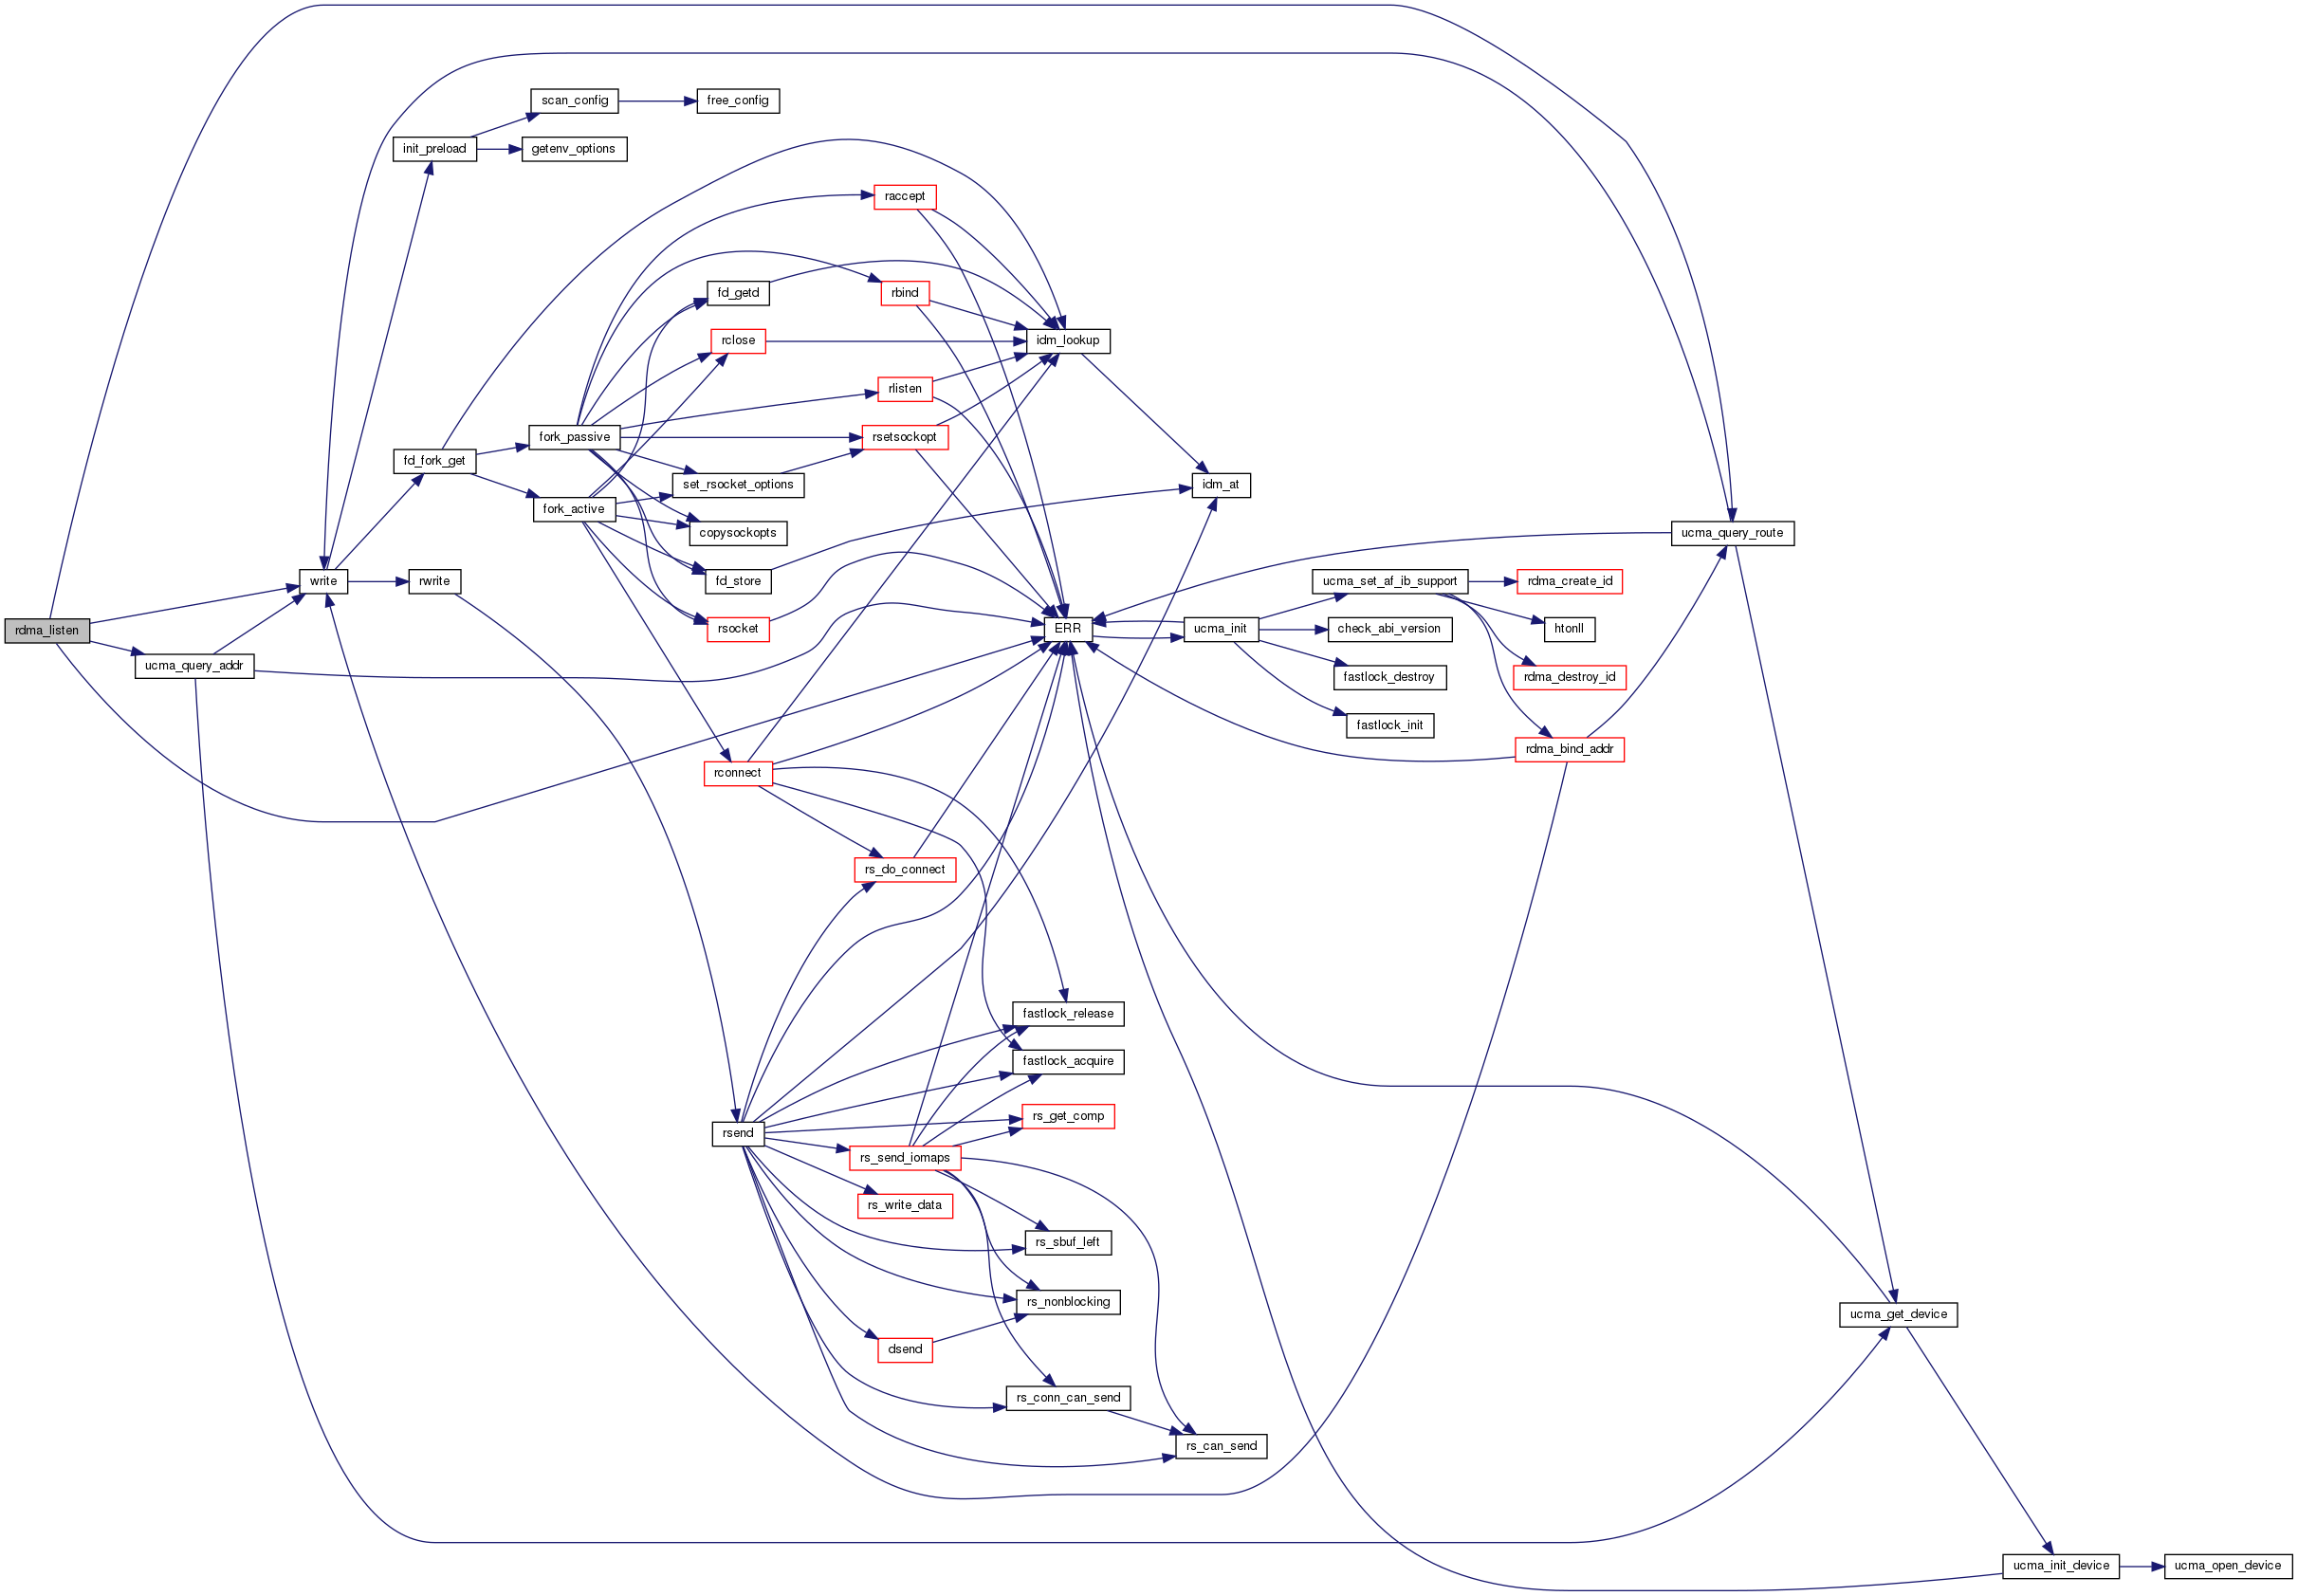 scan_config
free_config
init_preload
getenv_options
raccept
fd_getd
rbind
rclose
idm_lookup
rlisten
fork_passive
rsetsockopt
fd_fork_get
set_rsocket_options
idm_at
fork_active
copysockopts
ucma_query_route
write
rwrite
fd_store
ucma_set_af_ib_support
rdma_create_id
rdma_listen
rsocket
ERR
ucma_init
check_abi_version
htonll
ucma_query_addr
fastlock_destroy
rdma_destroy_id
fastlock_init
rdma_bind_addr
rconnect
rs_do_connect
fastlock_release
fastlock_acquire
rs_get_comp
rsend
rs_send_iomaps
rs_write_data
rs_sbuf_left
rs_nonblocking
ucma_get_device
dsend
rs_conn_can_send
rs_can_send
ucma_init_device
ucma_open_device